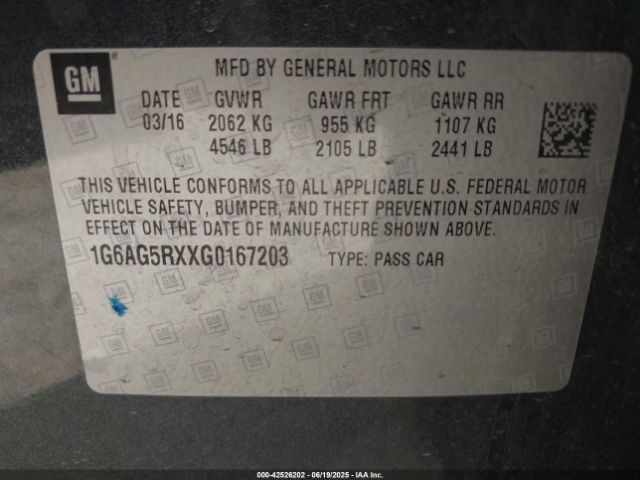 GM
®
MFD BY GENERAL MOTORS LLC
DATE GVWR GAWR FRT GAWR RR
03/16 2062 KG 955 KG 1107 KG
4546 LB 2105 LB 2441 LB
THIS VEHICLE CONFORMS TO ALL APPLICABLE U.S. FEDERAL MOTOR
VEHICLE SAFETY, BUMPER, AND THEFT PREVENTION STANDARDS IN
EFFECT ON THE DATE OF MANUFACTURE SHOWN ABOVE.
1G6AG5RXXG0167203 TYPE: PASS CAR
000-42526202 - 06/19/2025 - IAA Inc.